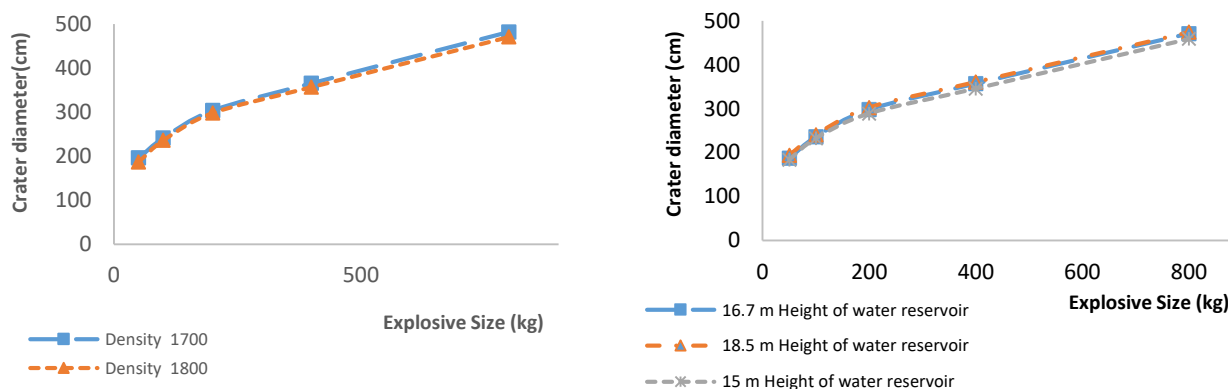 Crater diameter(cm)
500
400
300
200
100
0
0
500
Explosive Size (kg)
Density 1700
Density 1800
Crater diameter (cm)
500
400
300
200
100
0
0
200
400
600
800
Explosive Size (kg)
16.7 m Height of water reservoir
18.5 m Height of water reservoir
15 m Height of water reservoir